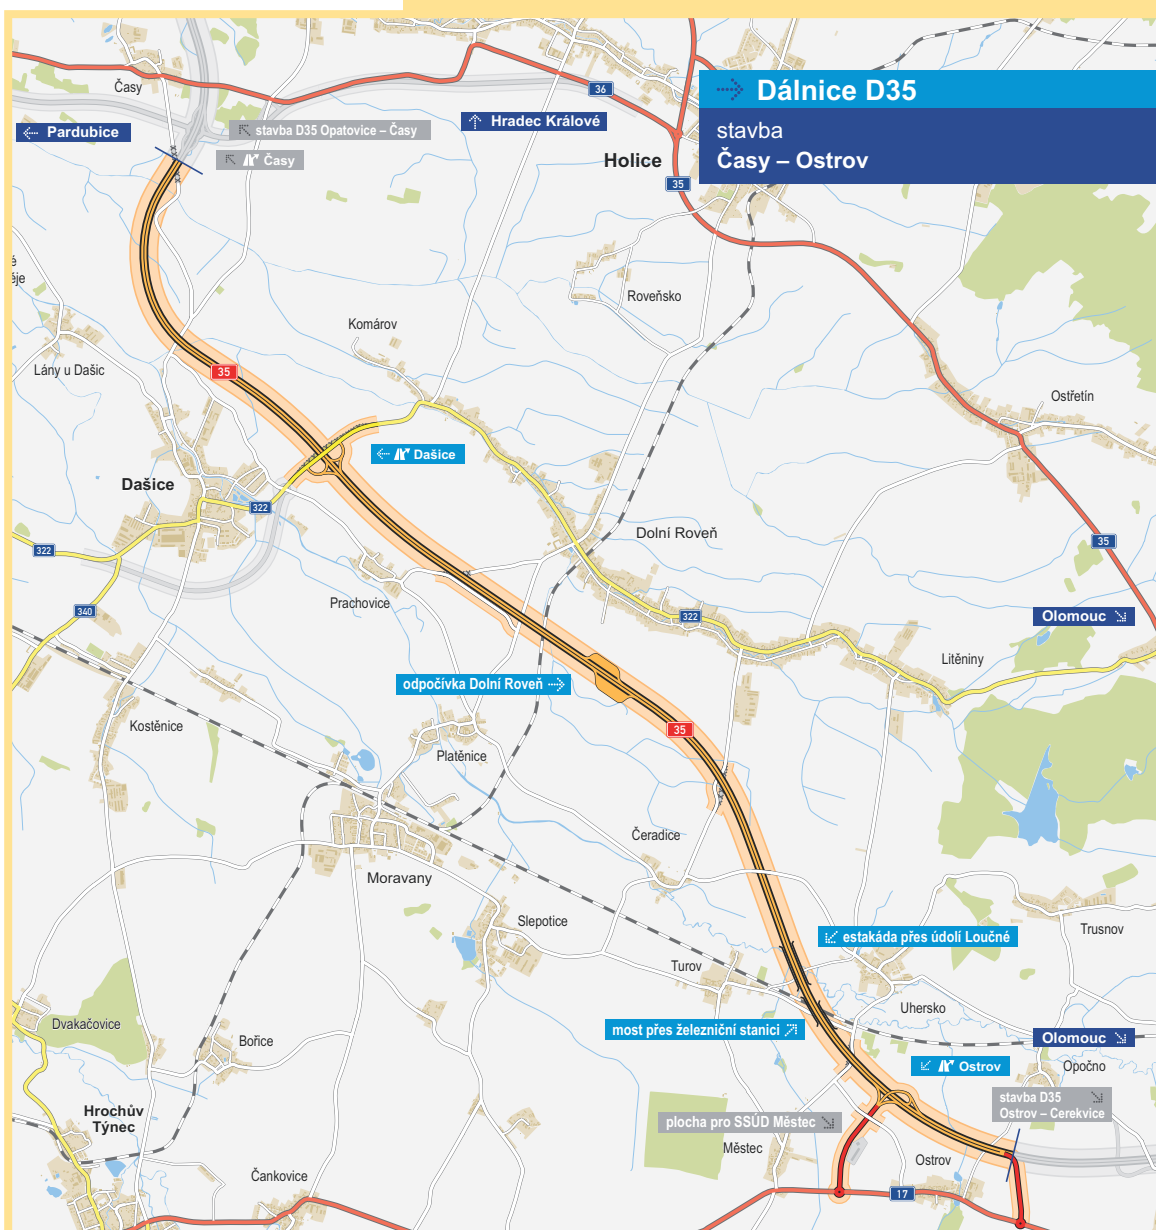 Dálnice D35
stavba
Časy – Ostrov
Časy
36
Pardubice
stavba D35 Opatovice – Časy
Hradec Králové
Časy
Holice
35
Roveňsko
Komárov
Lány u Dašic
35
Ostřetín
Dašice
Dašice
322
322
Dolní Roveň
35
Prachovice
340
322
Olomouc
Litěniny
odpočívka Dolní Roveň
Kostěnice
35
Platěnice
Čeradice
Moravany
Slepotice
Trusnov
estakáda přes údolí Loučné
Turov
Uhersko
Dvakačovice
most přes železniční stanici
Bořice
Olomouc
Ostrov
Opočno
stavba D35
Ostrov – Cerekvice
Hrochův
Týnec
plocha pro SSÚD Městec
Městec
Ostrov
Čankovice
17